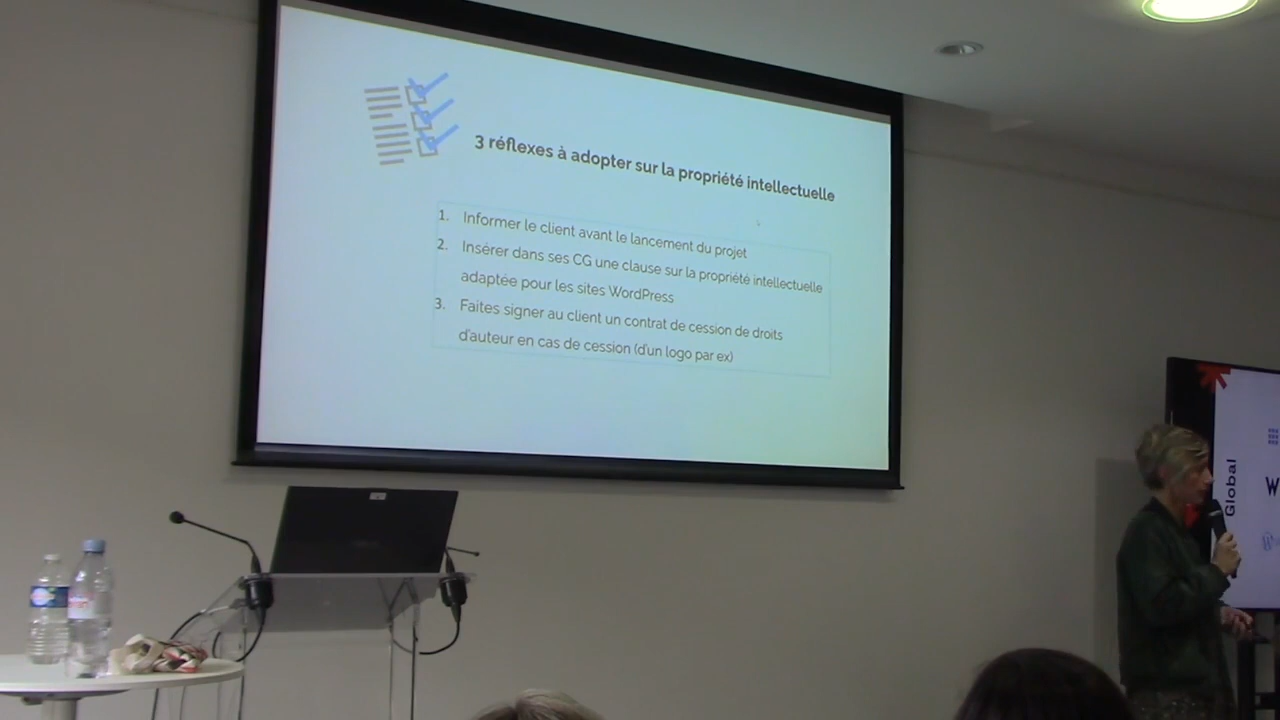 3 réflexes à adopter sur la propriété intellectuelle
1. Informer le client avant le lancement du projet
2. Insérer dans ses CG une clause sur la propriété intellectuelle
adaptée pour les sites WordPress
3. Faites signer au client un contrat de cession de droits
d'auteur en cas de cession (d'un logo par ex)
Global
W